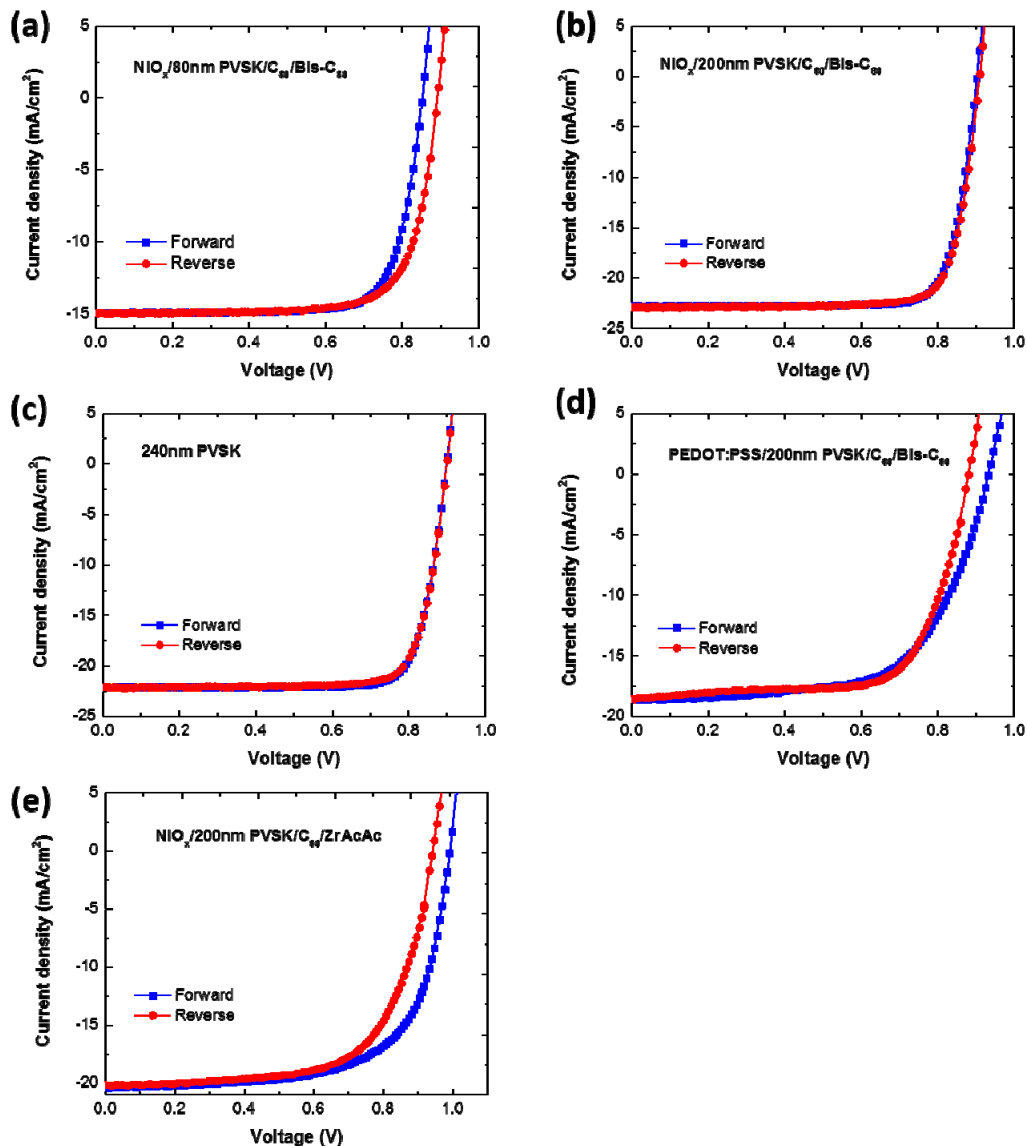 (a)
NIOₓ/80nm PVSK/C₆₀/Bis-C₆₀
Forward
Reverse
Current density (mA/cm²)
5
0
-5
-10
-15
0.0 0.2 0.4 0.6 0.8 1.0
Voltage (V)
(b)
NIOₓ/200nm PVSK/C₆₀/Bis-C₆₀
Forward
Reverse
Current density (mA/cm²)
5
0
-5
-10
-15
-20
-25
0.0 0.2 0.4 0.6 0.8 1.0
Voltage (V)
(c)
240nm PVSK
Forward
Reverse
Current density (mA/cm²)
5
0
-5
-10
-15
-20
-25
0.0 0.2 0.4 0.6 0.8 1.0
Voltage (V)
(d)
PEDOT:PSS/200nm PVSK/C₆₀/Bis-C₆₀
Forward
Reverse
Current density (mA/cm²)
5
0
-5
-10
-15
-20
0.0 0.2 0.4 0.6 0.8 1.0
Voltage (V)
(e)
NIOₓ/200nm PVSK/C₆₀/ZrAcAc
Forward
Reverse
Current density (mA/cm²)
5
0
-5
-10
-15
-20
0.0 0.2 0.4 0.6 0.8 1.0
Voltage (V)